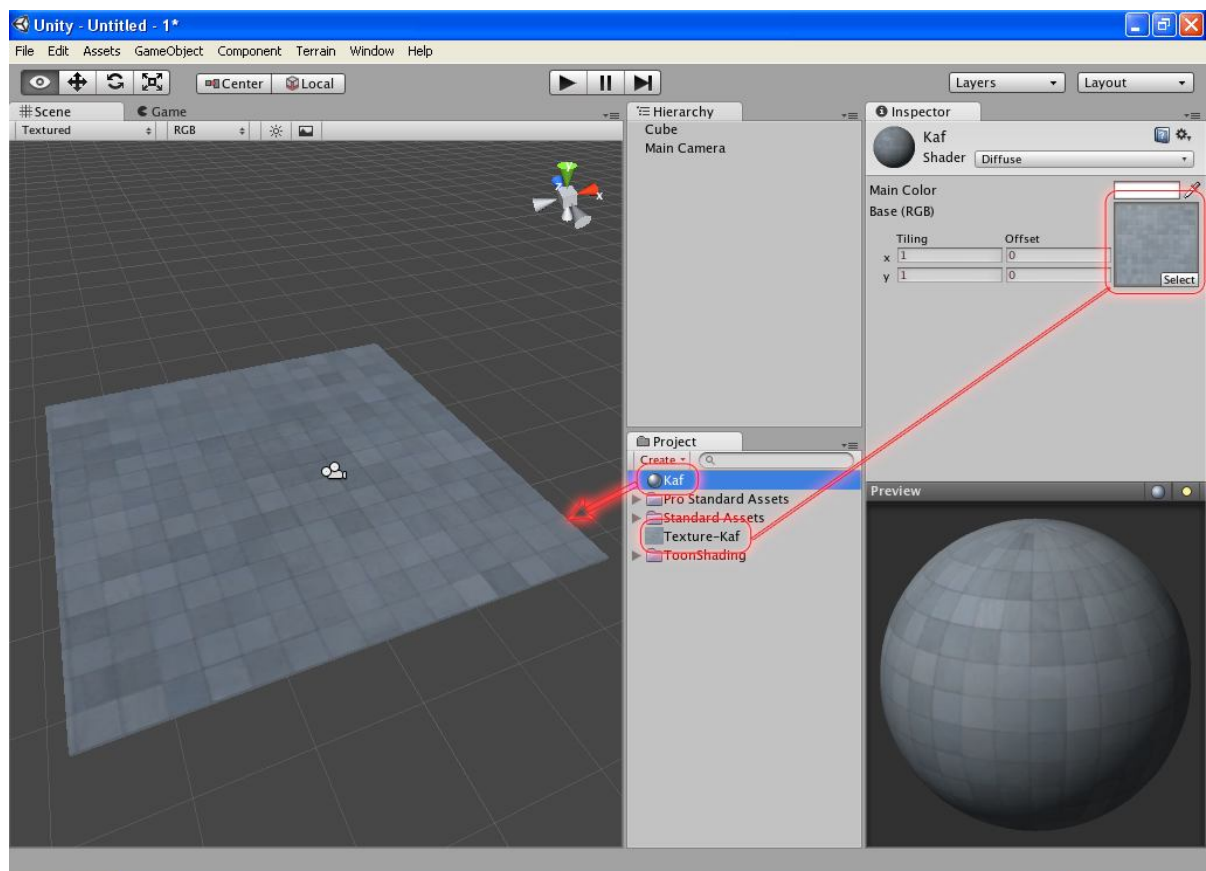 Unity - Untitled - 1*
File Edit Assets GameObject Component Terrain Window Help
Center Local Layers Layout
Scene Game
Textured RGB
y x z
Hierarchy
Cube
Main Camera
Project
Create
Kaf
Pro Standard Assets
Standard Assets
Texture-Kaf
ToonShading
Inspector
Kaf
Shader Diffuse
Main Color
Base (RGB)
Tiling Offset
x 1 0
y 1 0
Select
Preview